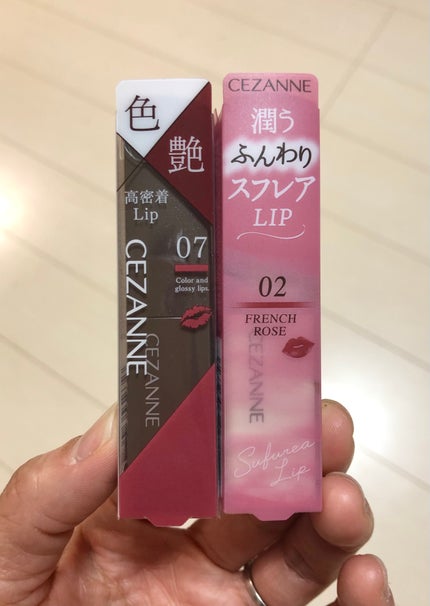 色
艶
高密着
Lip
07
Color and
glossy lips.
CEZANNE
CEZANNE
CEZANNE
潤う
ふんわり
スフレア
LIP
02
FRENCH
ROSE
CEZANNE
Sufurea
Lip